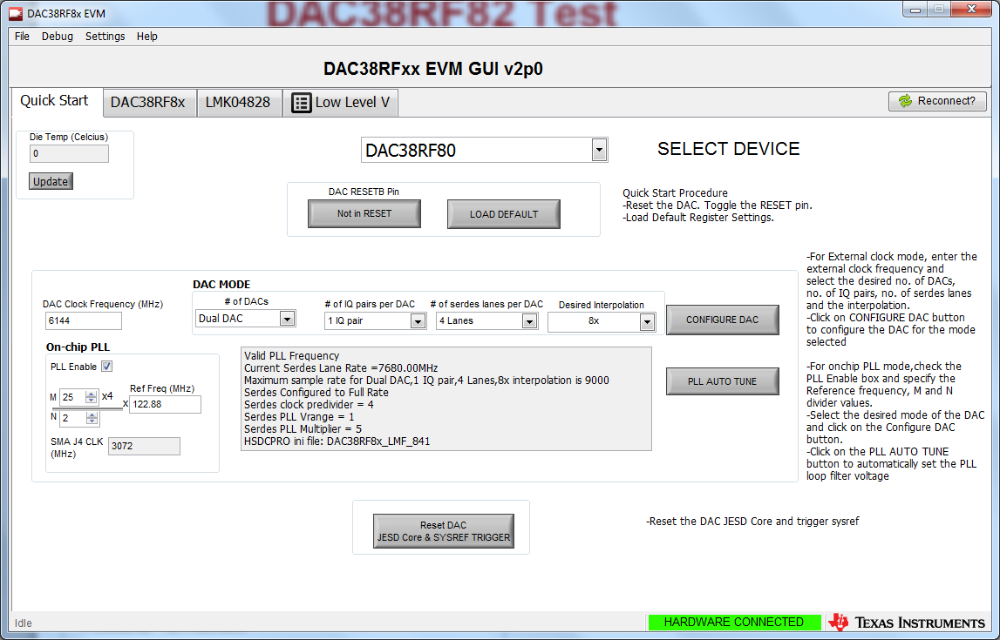 DAC38RF82 Test
DAC38RF8x EVM
File Debug Settings Help
DAC38RFxx EVM GUI v2p0
Quick Start DAC38RF8x LMK04828 Low Level V Reconnect?
Die Temp (Celcius)
0
Update
DAC38RF80
SELECT DEVICE
DAC RESETB Pin
Not in RESET LOAD DEFAULT
Quick Start Procedure
-Reset the DAC. Toggle the RESET pin.
-Load Default Register Settings.
DAC Clock Frequency (MHz)
6144
DAC MODE
# of DACs
Dual DAC
# of IQ pairs per DAC
1 IQ pair
# of serdes lanes per DAC
4 Lanes
Desired Interpolation
8x
CONFIGURE DAC
On-chip PLL
PLL Enable
M 25 x4
N 2
x
Ref Freq (MHz)
122.88
SMA J4 CLK
(MHz)
3072
Valid PLL Frequency
Current Serdes Lane Rate =7680.00MHz
Maximum sample rate for Dual DAC,1 IQ pair,4 Lanes,8x interpolation is 9000
Serdes Configured to Full Rate
Serdes clock predivider = 4
Serdes PLL Vrange = 1
Serdes PLL Multiplier = 5
HSDCPRO ini file: DAC38RF8x_LMF_841
PLL AUTO TUNE
-For External clock mode, enter the
external clock frequency and
select the desired no. of DACs,
no. of IQ pairs, no. of serdes lanes
and the interpolation.
-Click on CONFIGURE DAC button
to configure the DAC for the mode
selected
-For onchip PLL mode,check the
PLL Enable box and specify the
Reference frequency, M and N
divider values.
-Select the desired mode of the DAC
and click on the Configure DAC
button.
-Click on the PLL AUTO TUNE
button to automatically set the PLL
loop filter voltage
Reset DAC
JESD Core & SYSREF TRIGGER
-Reset the DAC JESD Core and trigger sysref
Idle
HARDWARE CONNECTED
TEXAS INSTRUMENTS